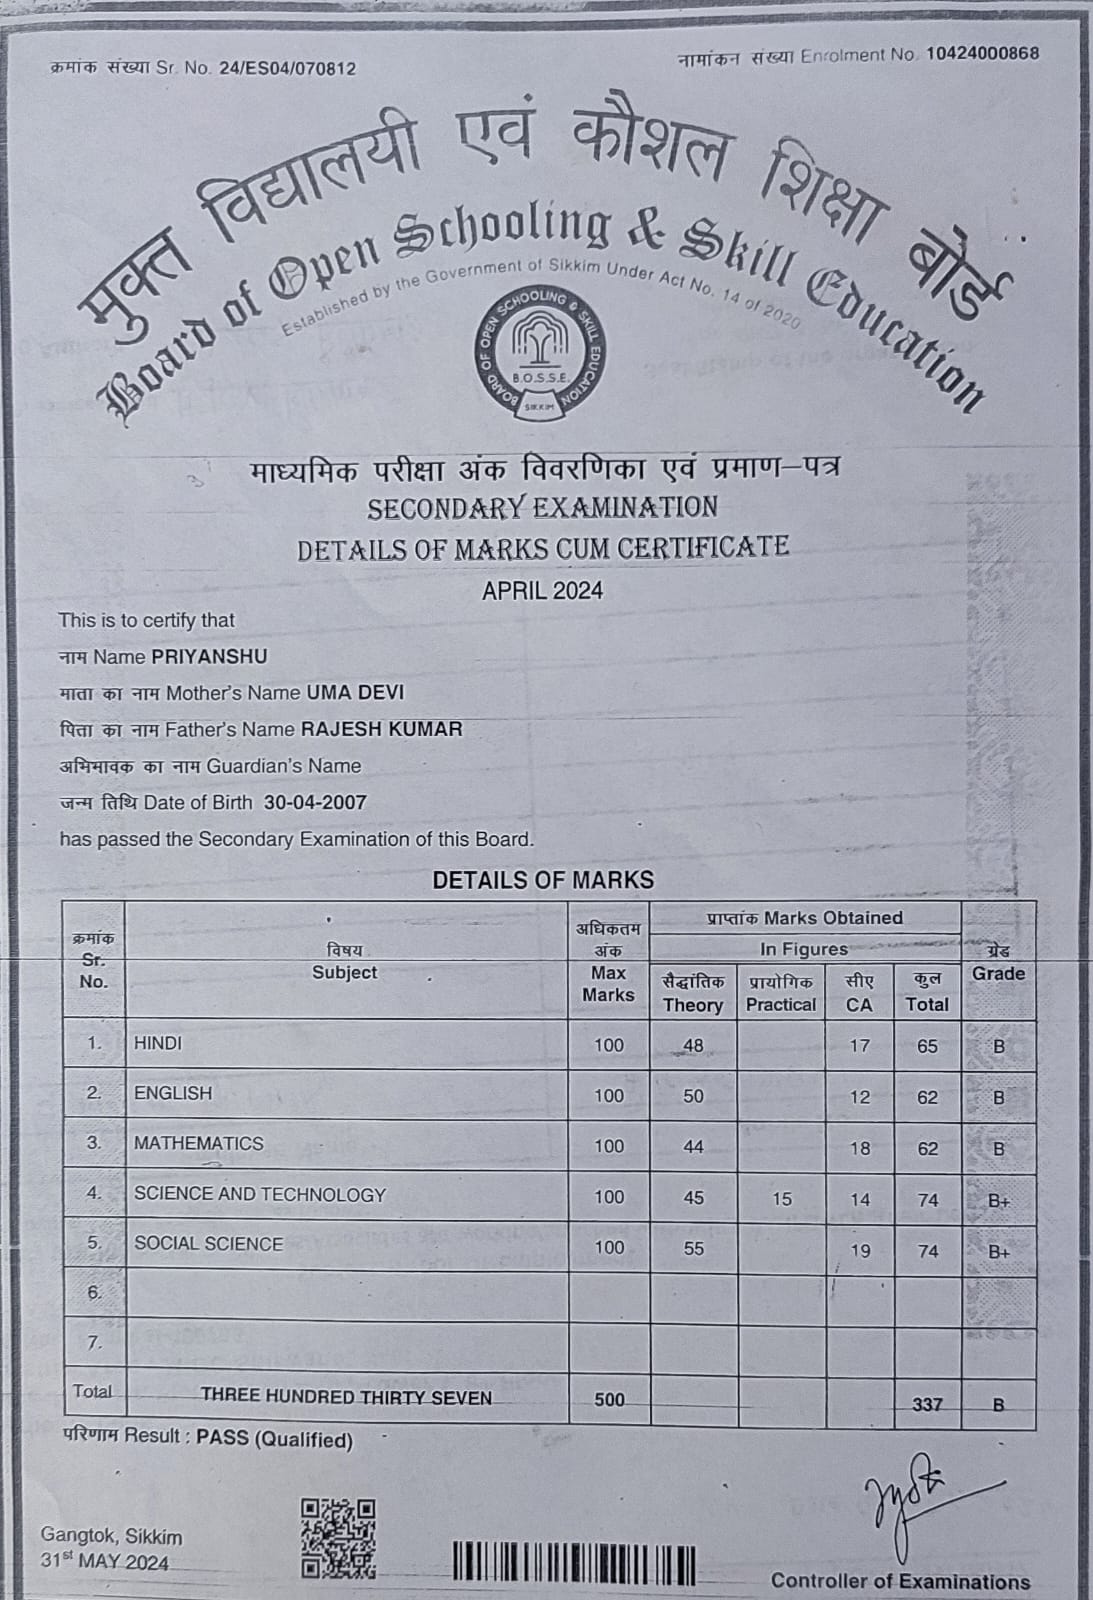 क्रमांक संख्या Sr. No. 24/ES04/070812
नामांकन संख्या Enrolment No. 10424000868
मुक्त विद्यालयी एवं कौशल शिक्षा बोर्ड
Board of Open Schooling & Skill Education
Established by the Government of Sikkim Under Act No. 14 of 2020
BOARD OF OPEN SCHOOLING & SKILL EDUCATION
B.O.S.S.E.
SIKKIM
माध्यमिक परीक्षा अंक विवरणिका एवं प्रमाण–पत्र
SECONDARY EXAMINATION
DETAILS OF MARKS CUM CERTIFICATE
APRIL 2024
This is to certify that
नाम Name PRIYANSHU
माता का नाम Mother's Name UMA DEVI
पिता का नाम Father's Name RAJESH KUMAR
अभिभावक का नाम Guardian's Name
जन्म तिथि Date of Birth 30-04-2007
has passed the Secondary Examination of this Board.
DETAILS OF MARKS
क्रमांक Sr. No. विषय Subject अधिकतम अंक Max Marks प्राप्तांक Marks Obtained ग्रेड Grade
In Figures
सैद्धांतिक Theory प्रायोगिक Practical सीए CA कुल Total
1. HINDI 100 48 17 65 B
2. ENGLISH 100 50 12 62 B
3. MATHEMATICS 100 44 18 62 B
4. SCIENCE AND TECHNOLOGY 100 45 15 14 74 B+
5. SOCIAL SCIENCE 100 55 19 74 B+
6.
7.
Total THREE HUNDRED THIRTY SEVEN 500 337 B
परिणाम Result : PASS (Qualified)
Gangtok, Sikkim
31st MAY 2024
Controller of Examinations